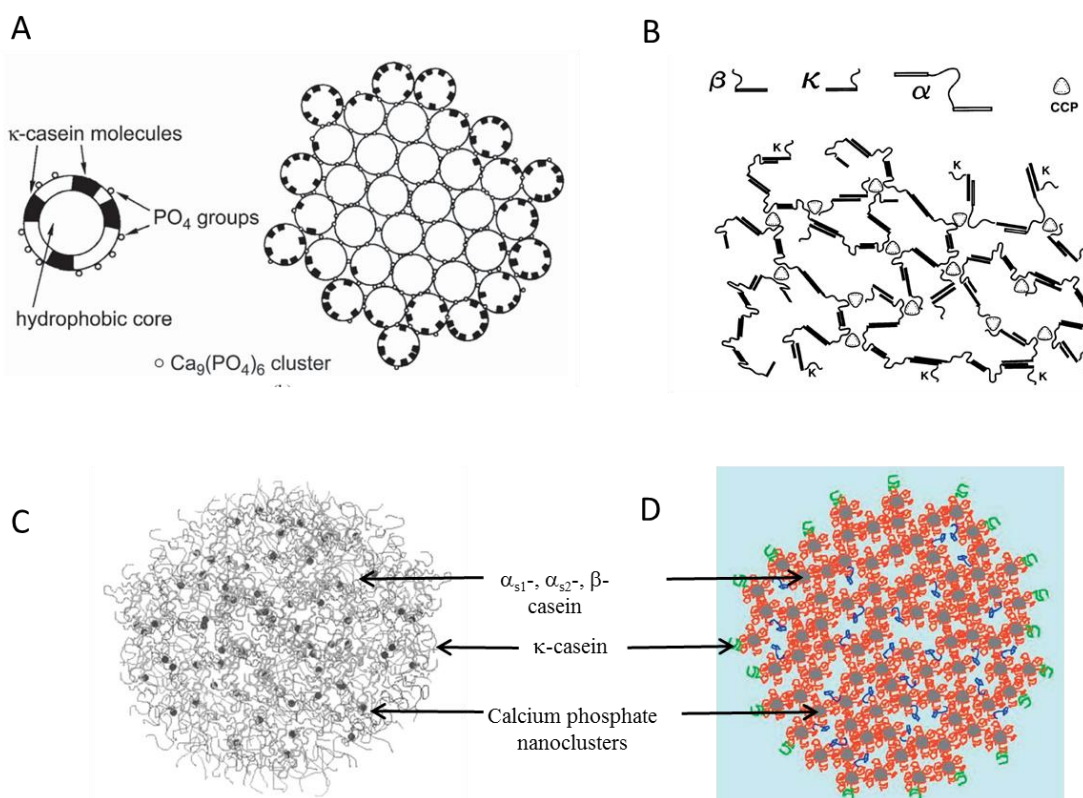 A
κ-casein molecules
PO₄ groups
hydrophobic core
Ca₉(PO₄)₆ cluster
B
β
κ
α
CCP
K
K
K
K
K
C
D
αₛ₁-, αₛ₂-, β-
casein
κ-casein
Calcium phosphate
nanoclusters